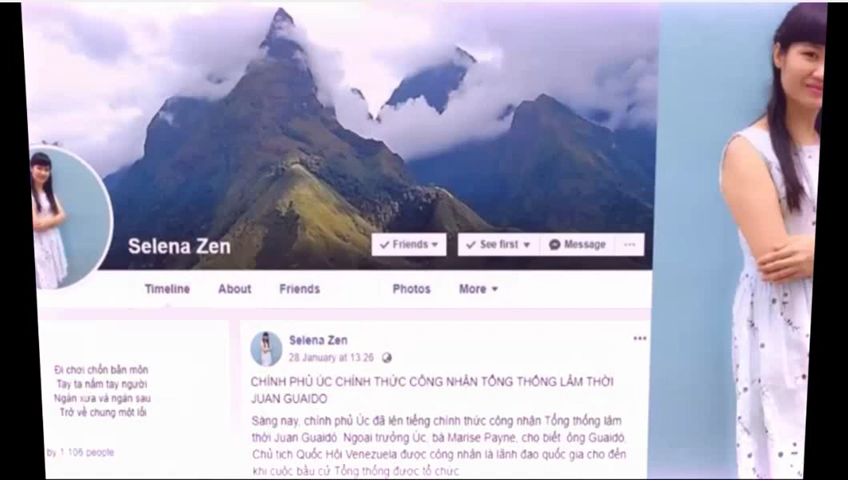 Selena Zen
Friends
See first
Message
Timeline
About
Friends
Photos
More
Selena Zen
28 January at 13:26
CHÍNH PHỦ ÚC CHÍNH THỨC CÔNG NHẬN TỔNG THỐNG LÂM THỜI
JUAN GUAIDO
Sáng nay, chính phủ Úc đã lên tiếng chính thức công nhận Tổng thống lâm
thời Juan Guaidó. Ngoại trưởng Úc, bà Marise Payne, cho biết, ông Guaidó,
Chủ tịch Quốc Hội Venezuela được công nhận là lãnh đạo quốc gia cho đến
khi cuộc bầu cử Tổng thống được tổ chức
Đi chơi chốn bản môn
Tay ta nắm tay người
Ngàn xưa và ngàn sau
Trở về chung một lối
by 1 106 people